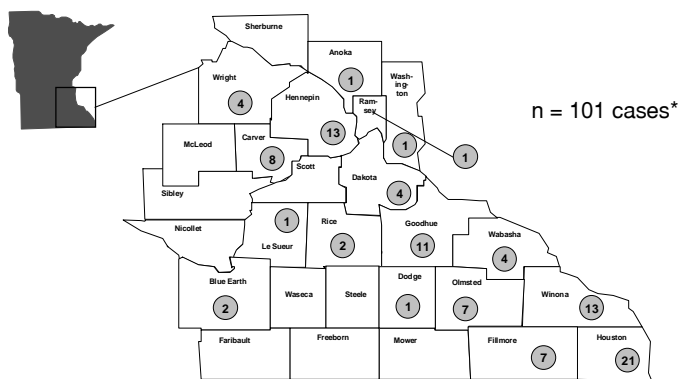 Sherburne
Anoka
1
Wash-
ing-
ton
Wright
4
Hennepin
13
Ram-
sey
1
1
McLeod
Carver
8
Scott
Dakota
4
Sibley
Nicollet
1
Le Sueur
Rice
2
Goodhue
11
Wabasha
4
Blue Earth
2
Waseca
Steele
Dodge
1
Olmsted
7
Winona
13
Faribault
Freeborn
Mower
Fillmore
7
Houston
21
n = 101 cases*